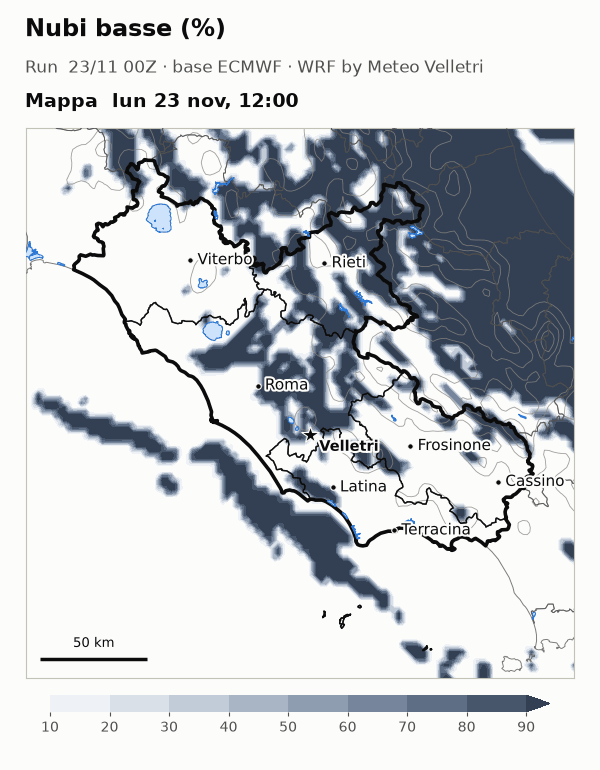 Nubi basse (%)
Run  23/11 00Z · base ECMWF · WRF by Meteo Velletri
Mappa  lun 23 nov, 12:00
Viterbo
Rieti
Roma
Velletri
Frosinone
Latina
Cassino
Terracina
50 km
10 20 30 40 50 60 70 80 90